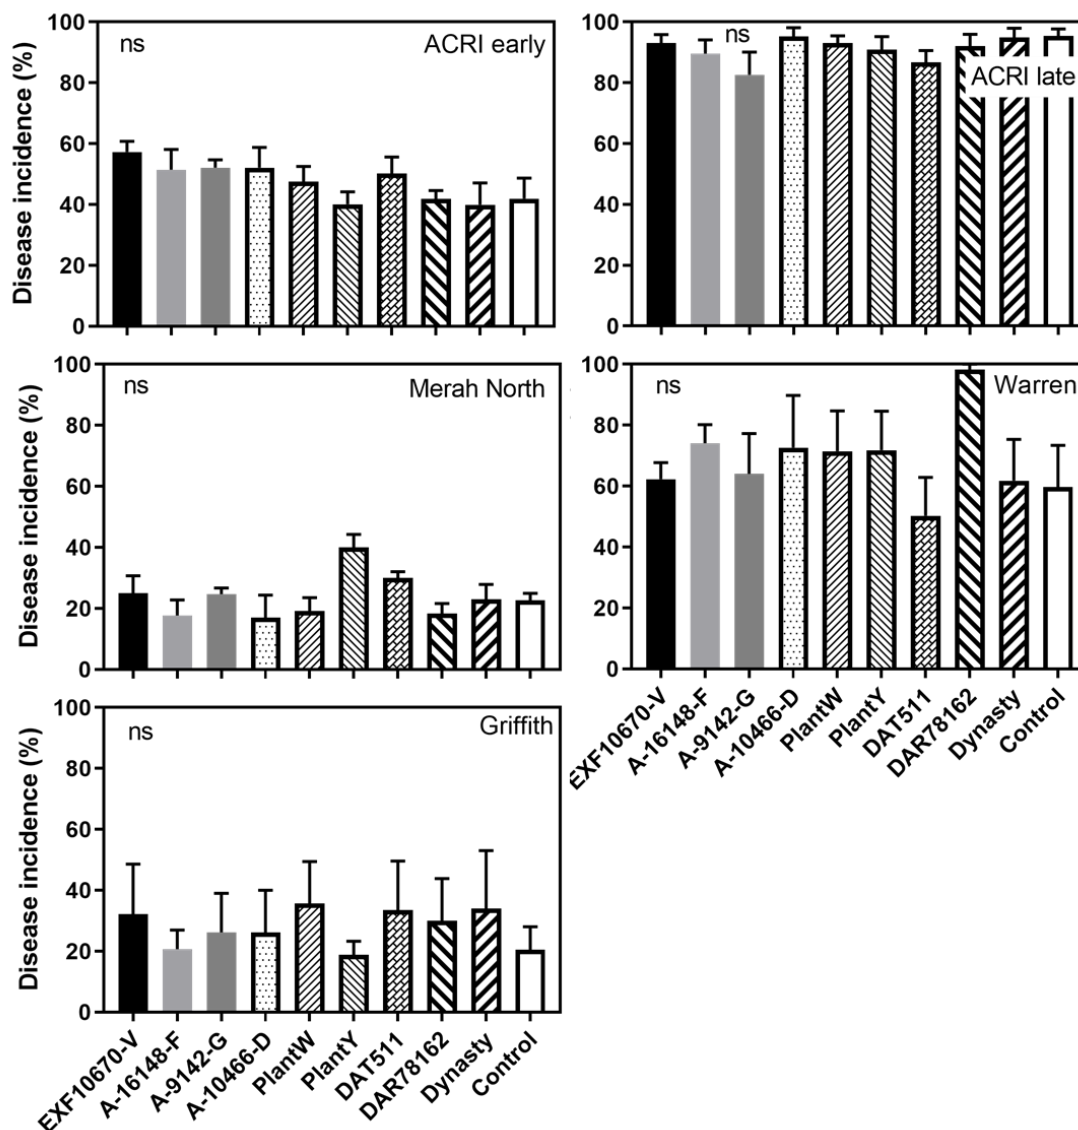 Disease incidence (%)
100
80
60
40
20
0
ns
ACRI early
100
80
60
40
20
0
ns
ACRI late
Disease incidence (%)
100
80
60
40
20
0
ns
Merah North
100
80
60
40
20
0
ns
Warren
EXF10670-V
A-16148-F
A-9142-G
A-10466-D
PlantW
PlantY
DAT511
DAR78162
Dynasty
Control
Disease incidence (%)
100
80
60
40
20
0
ns
Griffith
EXF10670-V
A-16148-F
A-9142-G
A-10466-D
PlantW
PlantY
DAT511
DAR78162
Dynasty
Control